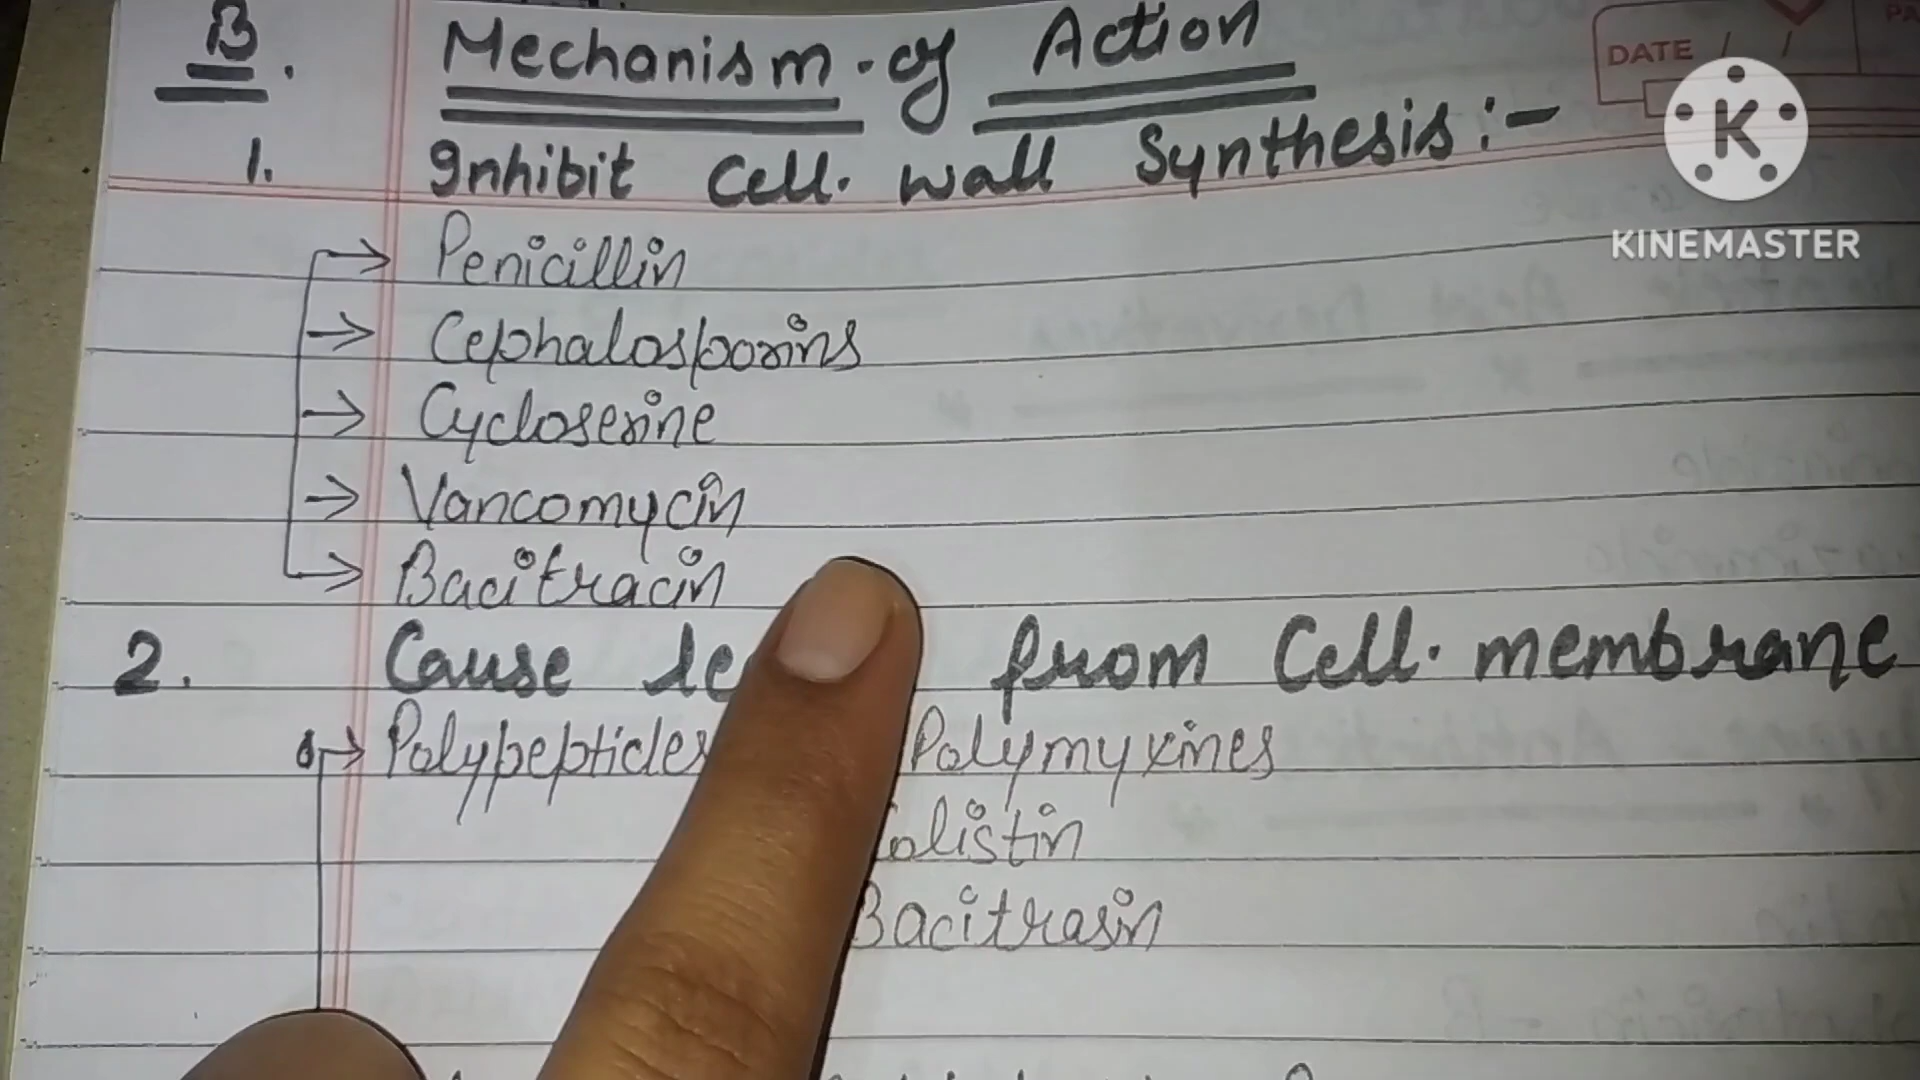 B. Mechanism of Action
DATE / /
PA
1. Inhibit Cell. wall Synthesis:-
KINEMASTER
→ Penicillin
→ Cephalosporins
→ Cycloserine
→ Vancomycin
→ Bacitracin
2. Cause from Cell. membrane
→ Polypeptides Polymyxines
Bacitrasin